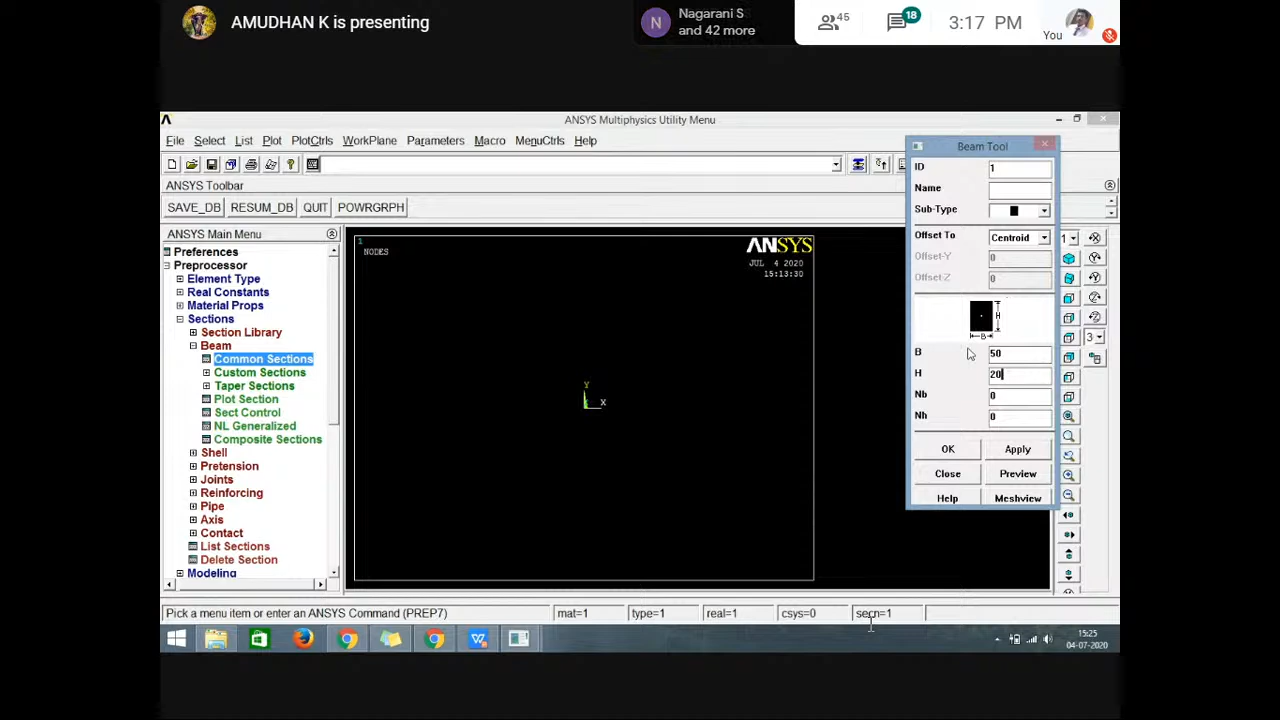 AMUDHAN K is presenting
N
Nagarani S
and 42 more
45
18
3:17 PM
You
ANSYS Multiphysics Utility Menu
File Select List Plot PlotCtrls WorkPlane Parameters Macro MenuCtrls Help
ANSYS Toolbar
SAVE_DB RESUM_DB QUIT POWRGRPH
ANSYS Main Menu
Preferences
Preprocessor
Element Type
Real Constants
Material Props
Sections
Section Library
Beam
Common Sections
Custom Sections
Taper Sections
Plot Section
Sect Control
NL Generalized
Composite Sections
Shell
Pretension
Joints
Reinforcing
Pipe
Axis
Contact
List Sections
Delete Section
Modeling
1
NODES
ANSYS
JUL 4 2020
15:13:30
Y
X
Beam Tool
ID 1
Name
Sub-Type
Offset To Centroid
Offset-Y 0
Offset-Z 0
H
B
B 50
H 20
Nb 0
Nh 0
OK Apply
Close Preview
Help Meshview
1
3
Pick a menu item or enter an ANSYS Command (PREP7) mat=1 type=1 real=1 csys=0 secn=1
15:25
04-07-2020